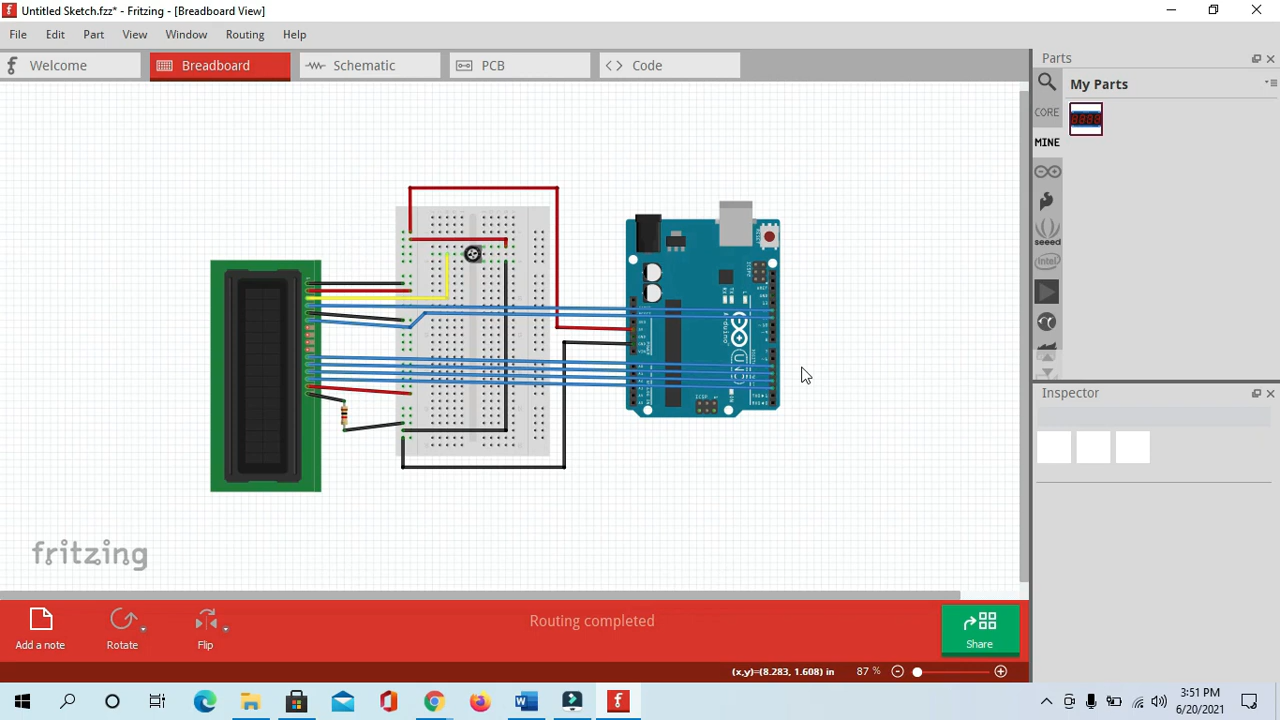 Untitled Sketch.fzz* - Fritzing - [Breadboard View]
File Edit Part View Window Routing Help
Welcome Breadboard Schematic PCB Code
Parts
My Parts
CORE
MINE
seeed
intel
Inspector
fritzing
Add a note Rotate Flip
Routing completed
Share
(x,y)=(8.283, 1.608) in 87 %
3:51 PM
6/20/2021